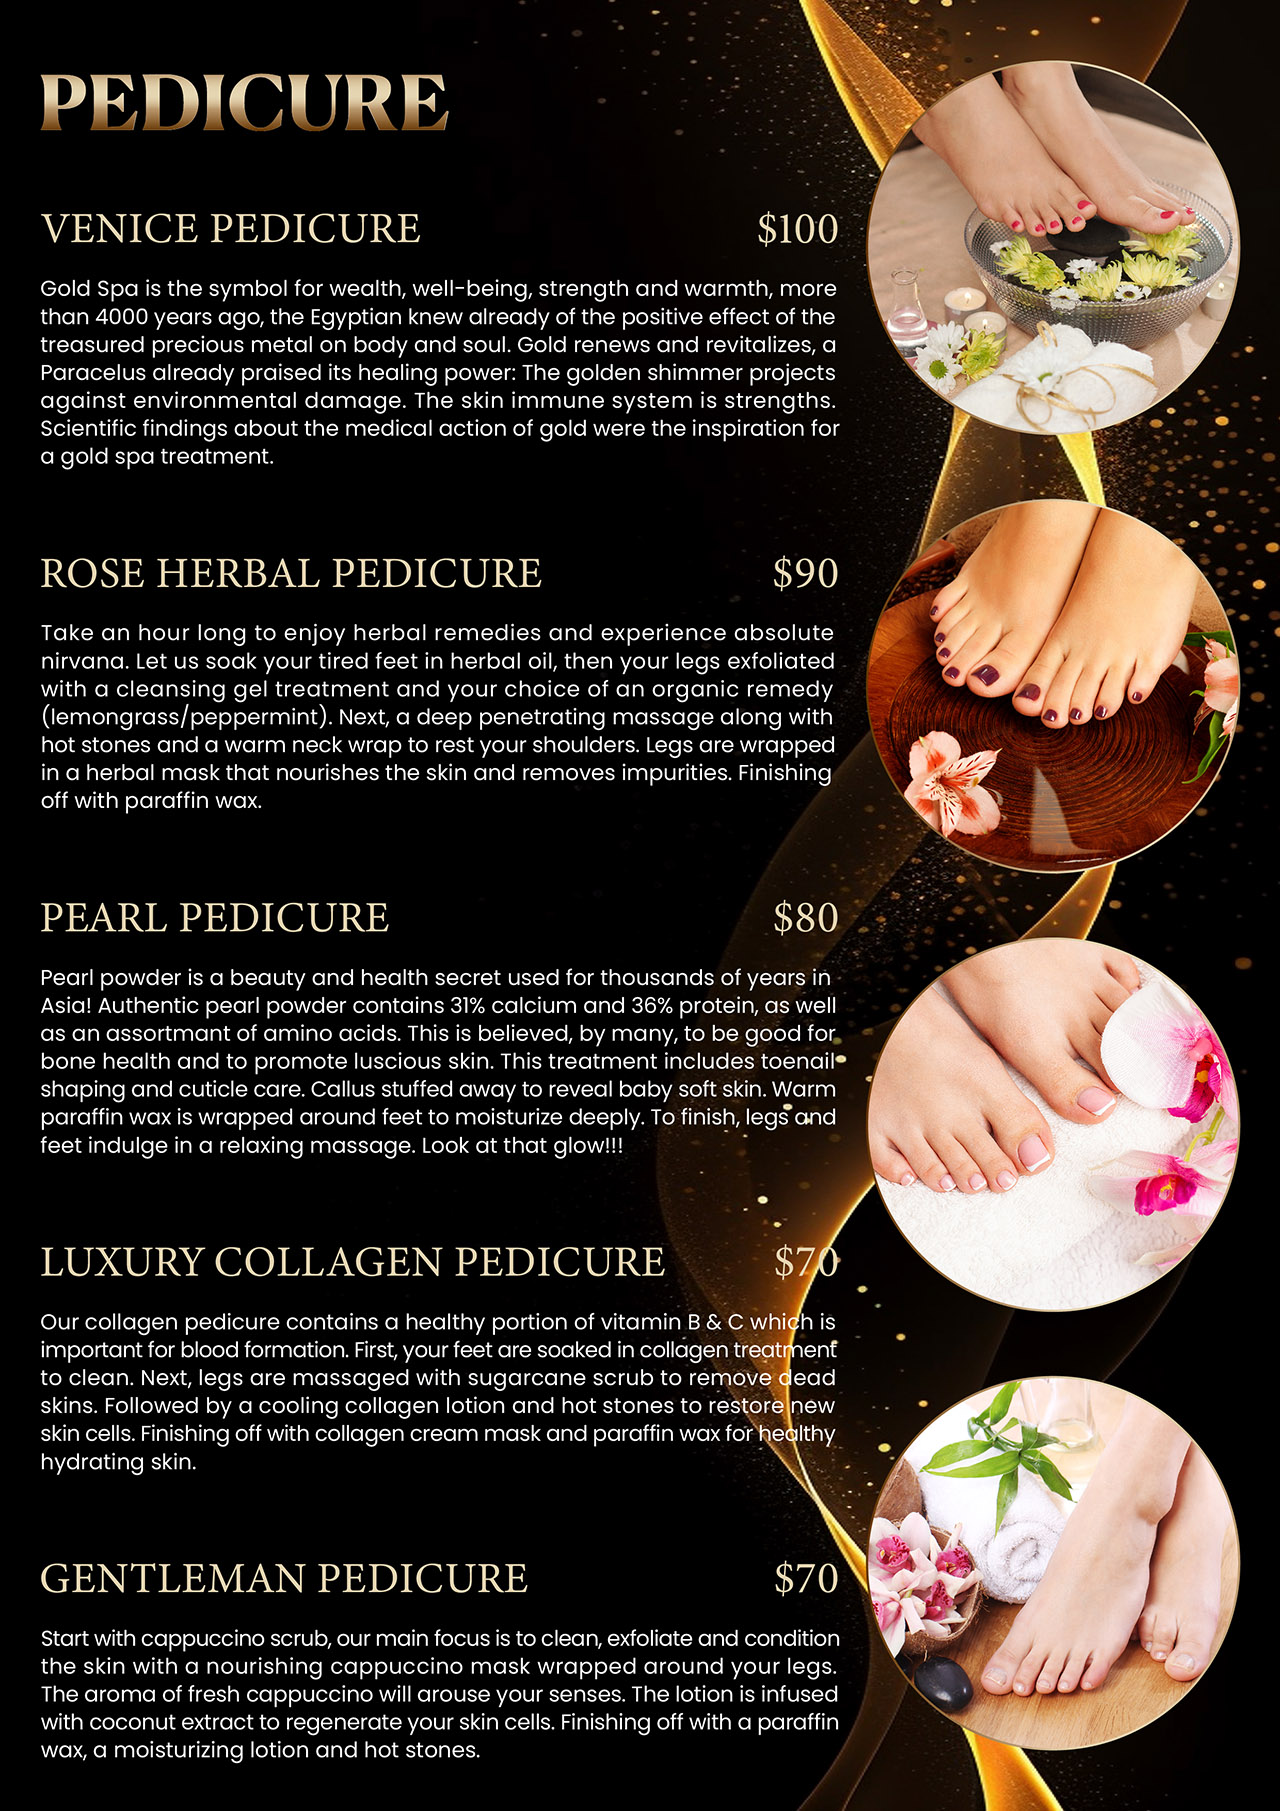 PEDICURE
VENICE PEDICURE $100
Gold Spa is the symbol for wealth, well-being, strength and warmth, more
than 4000 years ago, the Egyptian knew already of the positive effect of the
treasured precious metal on body and soul. Gold renews and revitalizes, a
Paracelus already praised its healing power: The golden shimmer projects
against environmental damage. The skin immune system is strengths.
Scientific findings about the medical action of gold were the inspiration for
a gold spa treatment.
ROSE HERBAL PEDICURE $90
Take an hour long to enjoy herbal remedies and experience absolute
nirvana. Let us soak your tired feet in herbal oil, then your legs exfoliated
with a cleansing gel treatment and your choice of an organic remedy
(lemongrass/peppermint). Next, a deep penetrating massage along with
hot stones and a warm neck wrap to rest your shoulders. Legs are wrapped
in a herbal mask that nourishes the skin and removes impurities. Finishing
off with paraffin wax.
PEARL PEDICURE $80
Pearl powder is a beauty and health secret used for thousands of years in
Asia! Authentic pearl powder contains 31% calcium and 36% protein, as well
as an assortmant of amino acids. This is believed, by many, to be good for
bone health and to promote luscious skin. This treatment includes toenail
shaping and cuticle care. Callus stuffed away to reveal baby soft skin. Warm
paraffin wax is wrapped around feet to moisturize deeply. To finish, legs and
feet indulge in a relaxing massage. Look at that glow!!!
LUXURY COLLAGEN PEDICURE $70
Our collagen pedicure contains a healthy portion of vitamin B & C which is
important for blood formation. First, your feet are soaked in collagen treatment
to clean. Next, legs are massaged with sugarcane scrub to remove dead
skins. Followed by a cooling collagen lotion and hot stones to restore new
skin cells. Finishing off with collagen cream mask and paraffin wax for healthy
hydrating skin.
GENTLEMAN PEDICURE $70
Start with cappuccino scrub, our main focus is to clean, exfoliate and condition
the skin with a nourishing cappuccino mask wrapped around your legs.
The aroma of fresh cappuccino will arouse your senses. The lotion is infused
with coconut extract to regenerate your skin cells. Finishing off with a paraffin
wax, a moisturizing lotion and hot stones.